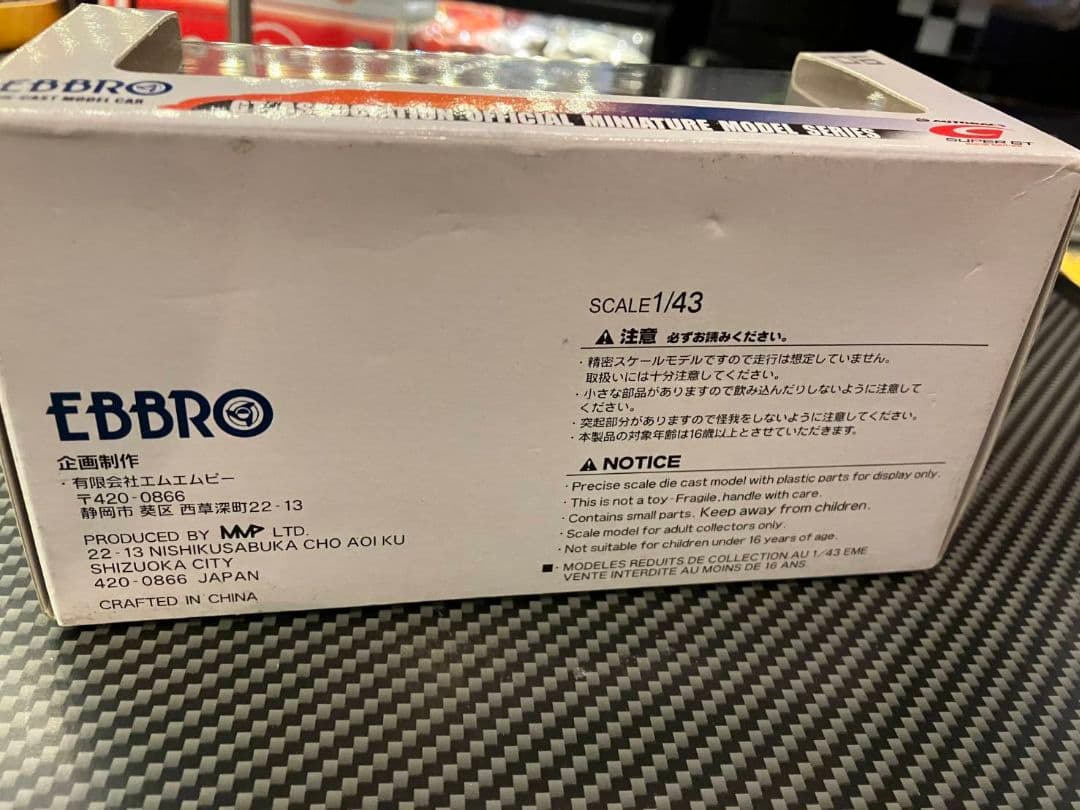 EBBRO
CAST MODEL CAR
OFFICIAL MINIATURE MODEL SERIES
AUTOBACS
SUPER GT
SCALE 1/43
注意 必ずお読みください。
・精密スケールモデルですので走行は想定していません。
取扱いには十分注意してください。
・小さな部品がありますので飲み込んだりしないように注意して
ください。
・突起部分がありますので怪我をしないように注意してください。
・本製品の対象年齢は16歳以上とさせていただきます。
NOTICE
・Precise scale die cast model with plastic parts for display only.
・This is not a toy-Fragile, handle with care.
・Contains small parts. Keep away from children.
・Scale model for adult collectors only.
・Not suitable for children under 16 years of age.
■・MODELES REDUITS DE COLLECTION AU 1/43 EME
VENTE INTERDITE AU MOINS DE 16 ANS.
EBBRO
企画制作
・有限会社エムエムピー
〒420-0866
静岡市 葵区 西草深町22-13
PRODUCED BY MMP LTD.
22-13 NISHIKUSABUKA CHO AOI KU
SHIZUOKA CITY
420-0866 JAPAN
CRAFTED IN CHINA